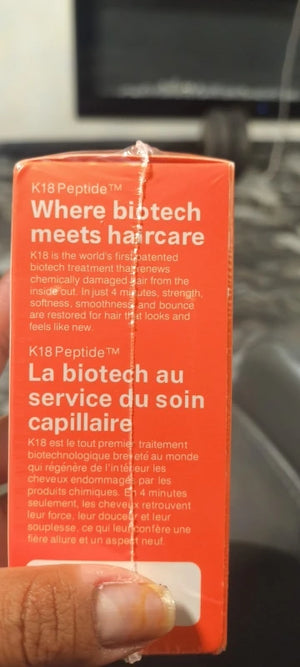 K18 Peptide™
Where biotech
meets haircare
K18 is the world's first patented
biotech treatment that renews
chemically damaged hair from the
inside out. In just 4 minutes, strength,
softness, smoothness and bounce
are restored for hair that looks and
feels like new.
K18 Peptide™
La biotech au
service du soin
capillaire
K18 est le tout premier traitement
biotechnologique breveté au monde
qui régénère de l'intérieur les
cheveux endommagés par les
produits chimiques. En 4 minutes
seulement, les cheveux retrouvent
leur force, leur douceur et leur
souplesse, ce qui leur confère une
fière allure et un aspect neuf.